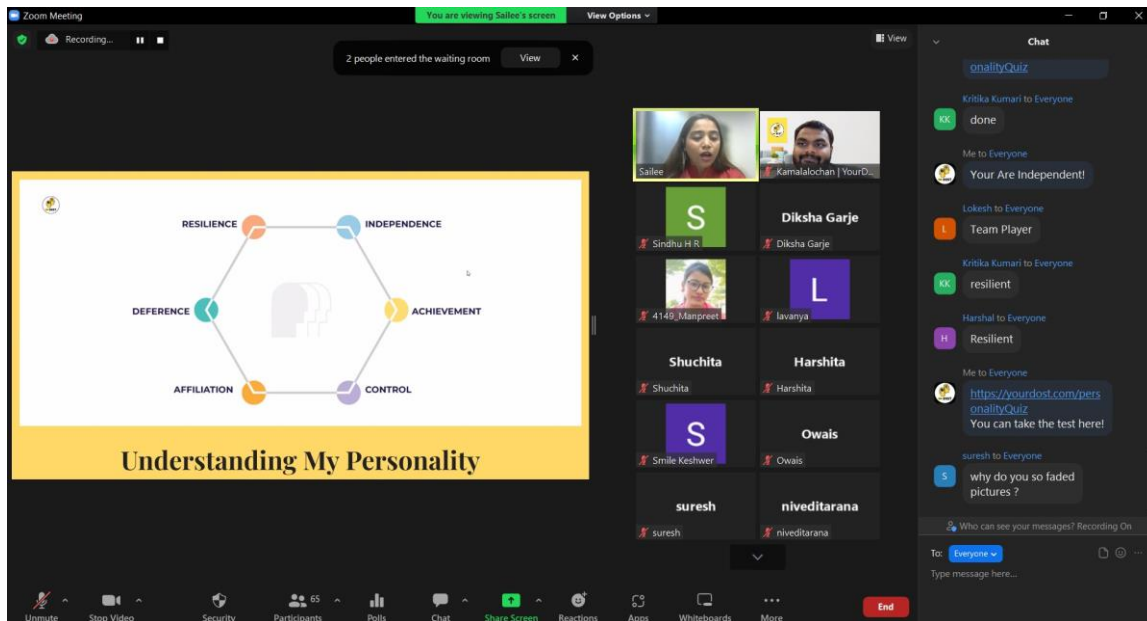 Zoom Meeting
You are viewing Sailee's screen
View Options
Recording...
2 people entered the waiting room
View
View
RESILIENCE
INDEPENDENCE
DEFERENCE
ACHIEVEMENT
AFFILIATION
CONTROL
Understanding My Personality
Sailee
Kamalalochan | YourD...
S
Sindhu H R
Diksha Garje
Diksha Garje
4149_Manpreet
L
lavanya
Shuchita
Shuchita
Harshita
Harshita
S
Smile Keshwer
Owais
Owais
suresh
suresh
niveditarana
niveditarana
Chat
onalityQuiz
Kritika Kumari to Everyone
KK
done
Me to Everyone
Your Are Independent!
Lokesh to Everyone
L
Team Player
Kritika Kumari to Everyone
KK
resilient
Harshal to Everyone
H
Resilient
Me to Everyone
https://yourdost.com/pers
onalityQuiz
You can take the test here!
suresh to Everyone
S
why do you so faded
pictures ?
Who can see your messages? Recording On
To: Everyone
Type message here...
Unmute
Stop Video
Security
65
Participants
Polls
Chat
Share Screen
Reactions
Apps
Whiteboards
More
End